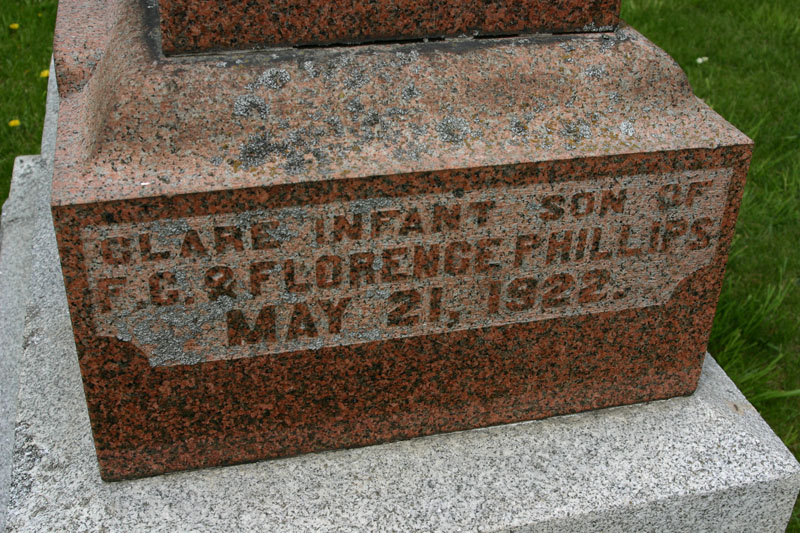 CLARE INFANT SON OF
F. C. & FLORENCE PHILLIPS
MAY 21, 1922.